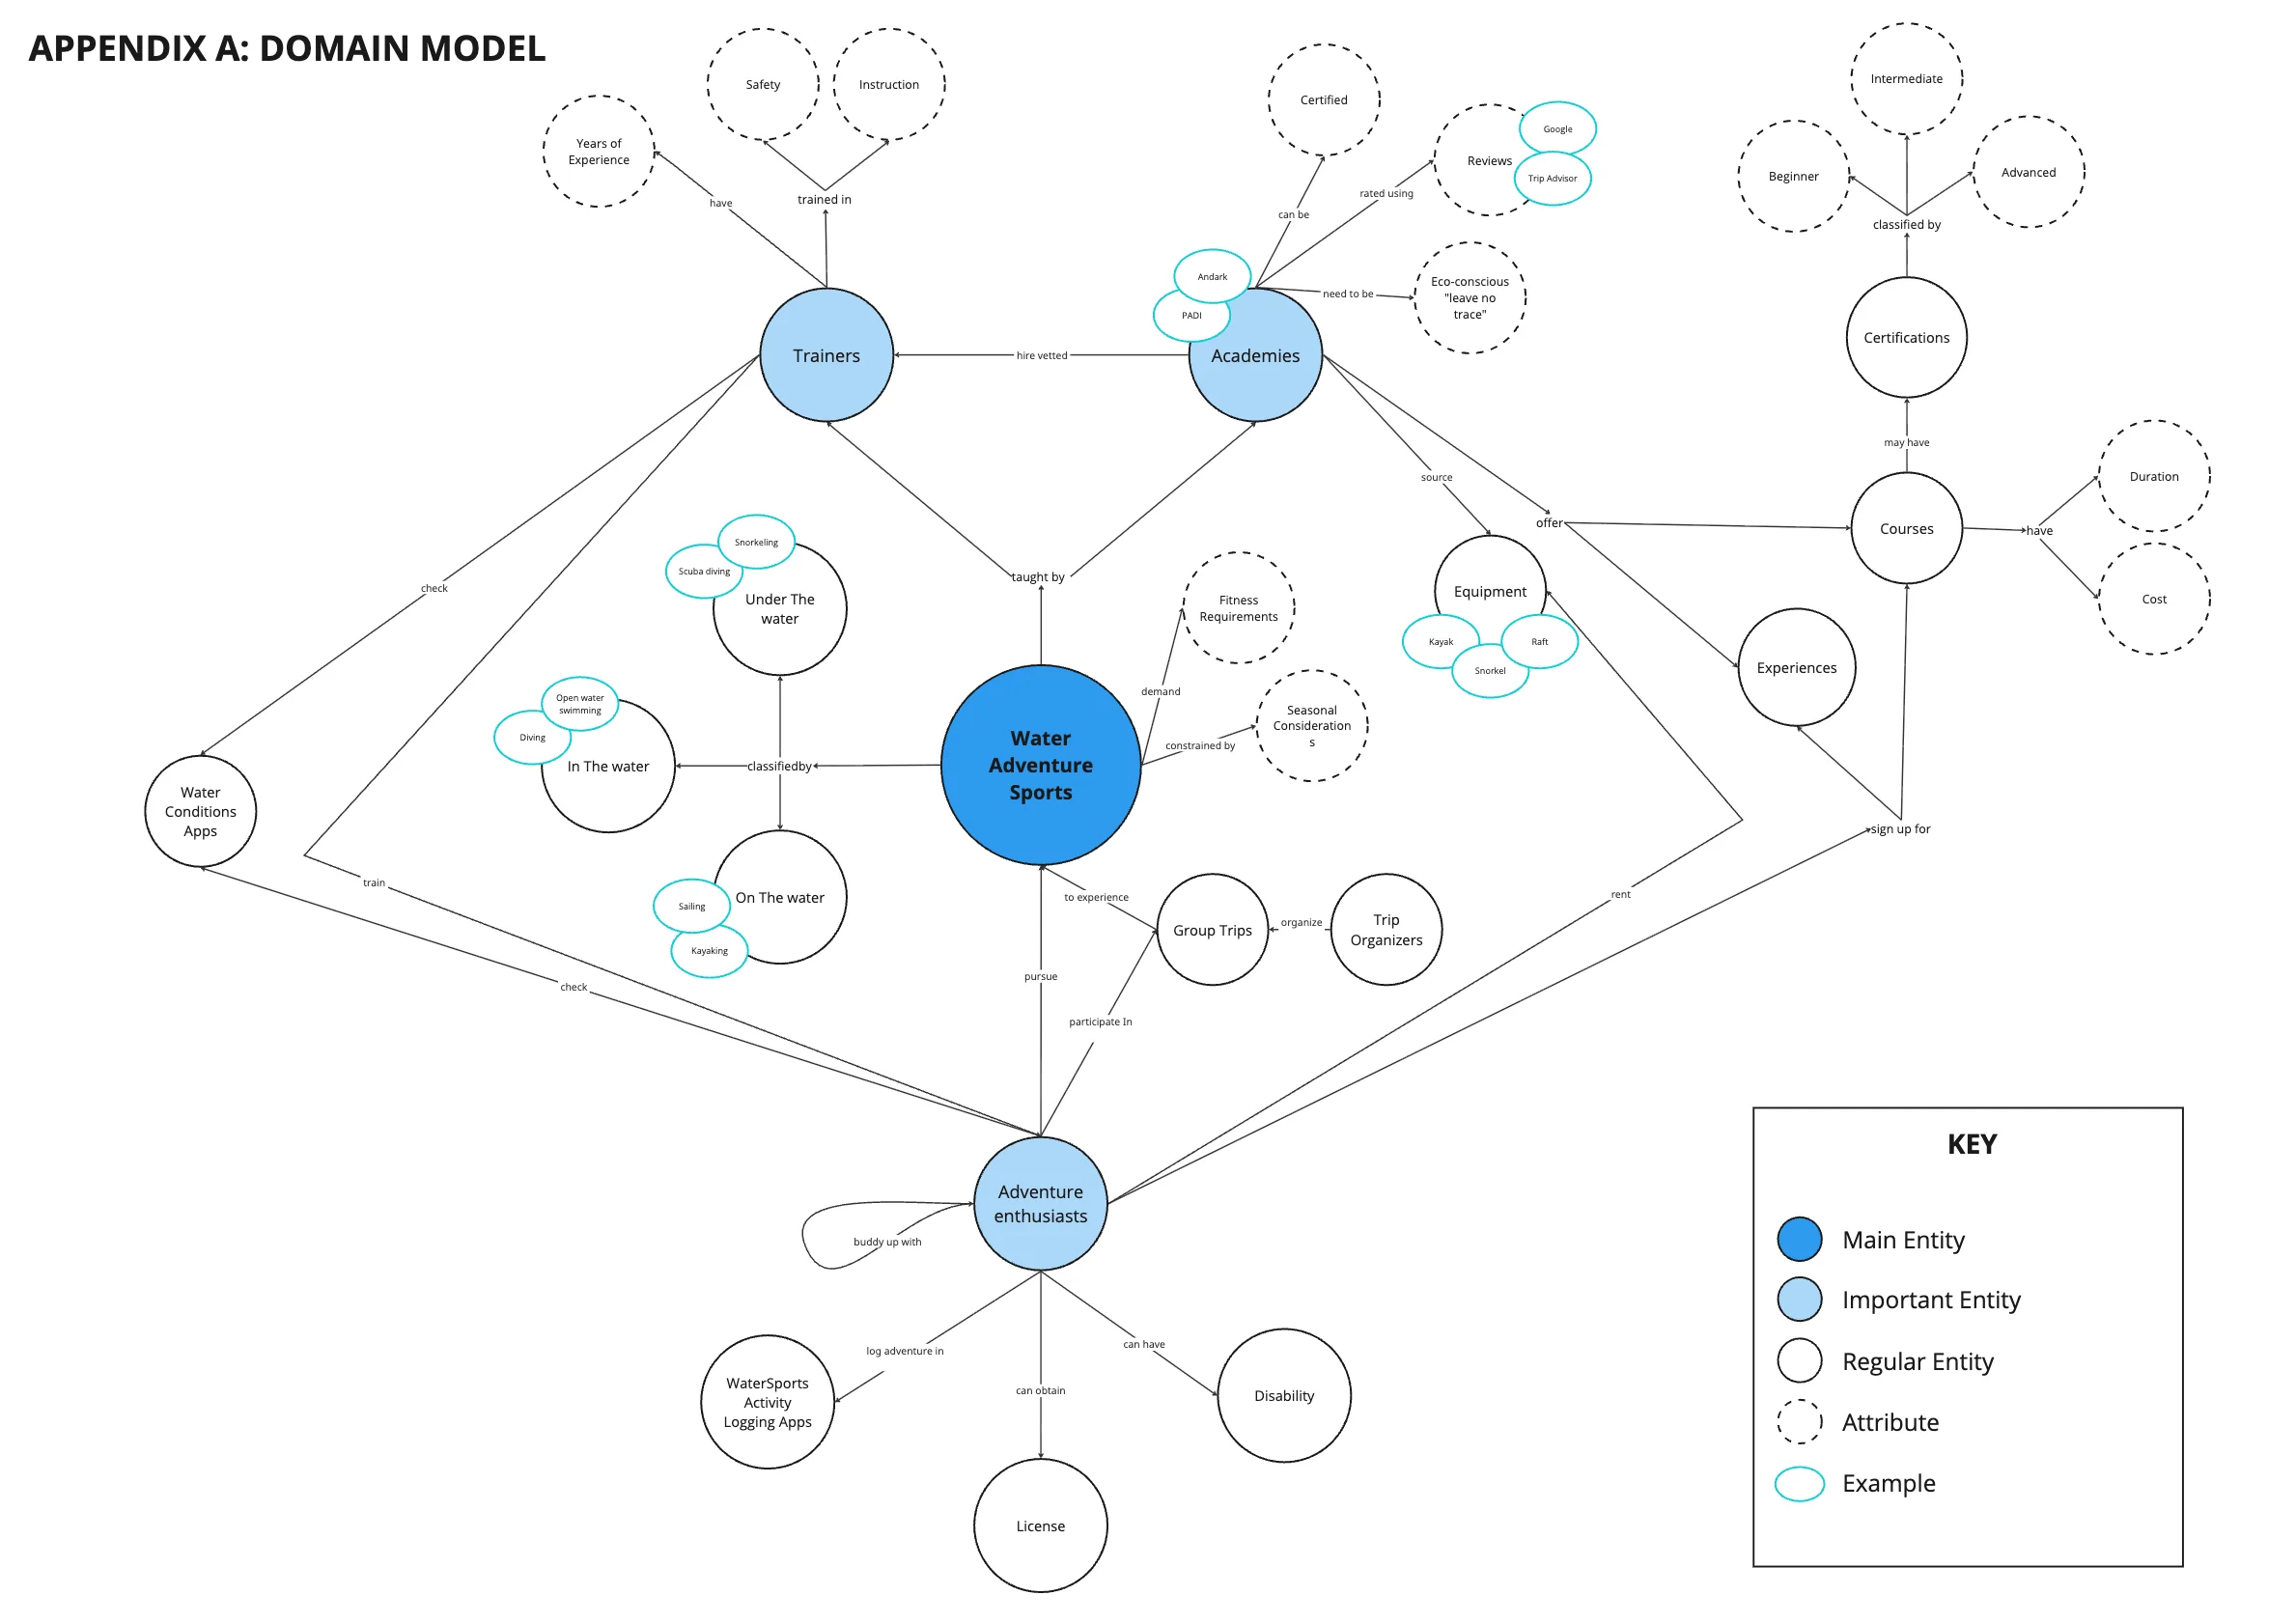 APPENDIX A: DOMAIN MODEL
Safety
Instruction
Years of
Experience
have
trained in
Certified
Reviews
Google
Trip Advisor
can be
rated using
need to be
Eco-conscious
"leave no
trace"
Intermediate
Beginner
Advanced
classified by
Certifications
may have
Andark
PADI
Trainers
hire vetted
Academies
source
offer
Courses
have
Duration
Cost
check
Snorkeling
Scuba diving
Under The
water
taught by
Fitness
Requirements
demand
Seasonal
Consideration
s
constrained by
Equipment
Kayak
Raft
Snorkel
Experiences
Open water
swimming
Diving
In The water
classifiedby
Water
Adventure
Sports
Water
Conditions
Apps
sign up for
train
On The water
Sailing
Kayaking
to experience
Group Trips
organize
Trip
Organizers
rent
pursue
check
participate In
Adventure
enthusiasts
buddy up with
log adventure in
can have
can obtain
WaterSports
Activity
Logging Apps
Disability
License
KEY
Main Entity
Important Entity
Regular Entity
Attribute
Example